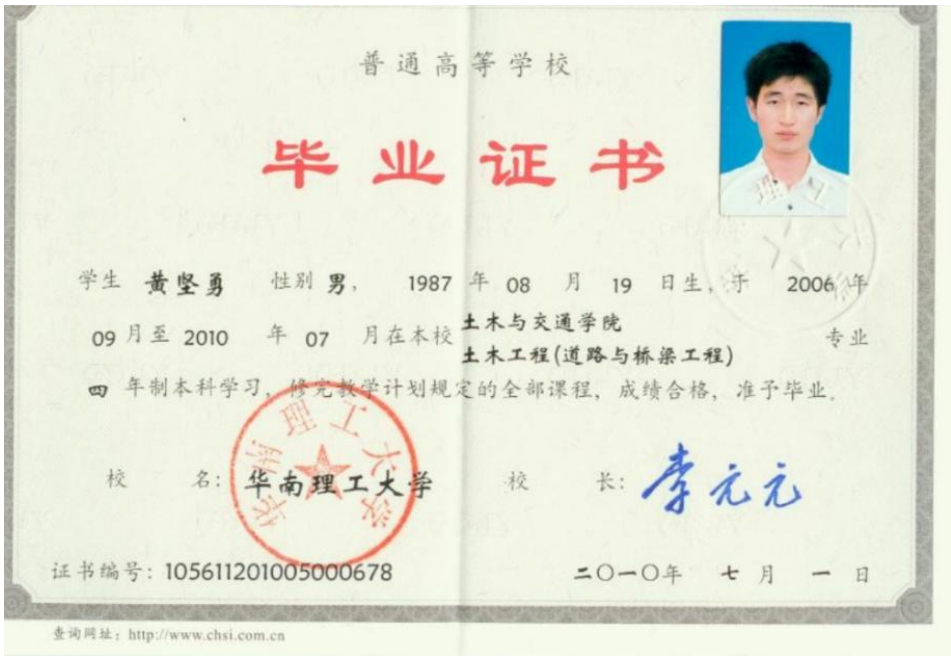 普通高等学校
毕业证书
学生 黄坚勇 性别 男, 1987 年 08 月 19 日生,于 2006 年
09 月至 2010 年 07 月在本校 土木与交通学院
土木工程(道路与桥梁工程) 专业
四 年制本科学习,修完教学计划规定的全部课程,成绩合格,准予毕业。
华南理工大学
校 名: 华南理工大学 校 长: 李元元
证书编号: 105611201005000678 二〇一〇年 七 月 一 日
查询网址: http://www.chsi.com.cn